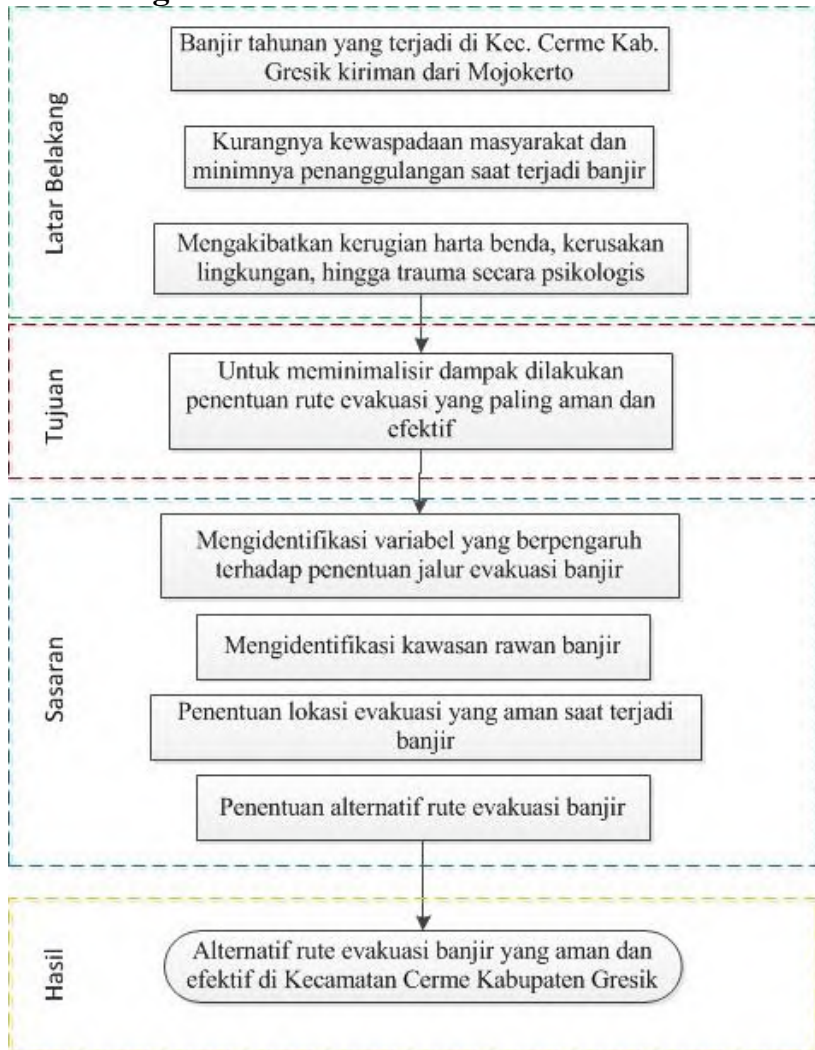 Latar Belakang
Banjir tahunan yang terjadi di Kec. Cerme Kab.
Gresik kiriman dari Mojokerto
Kurangnya kewaspadaan masyarakat dan
minimnya penanggulangan saat terjadi banjir
Mengakibatkan kerugian harta benda, kerusakan
lingkungan, hingga trauma secara psikologis
Tujuan
Untuk meminimalisir dampak dilakukan
penentuan rute evakuasi yang paling aman dan
efektif
Sasaran
Mengidentifikasi variabel yang berpengaruh
terhadap penentuan jalur evakuasi banjir
Mengidentifikasi kawasan rawan banjir
Penentuan lokasi evakuasi yang aman saat terjadi
banjir
Penentuan alternatif rute evakuasi banjir
Hasil
Alternatif rute evakuasi banjir yang aman dan
efektif di Kecamatan Cerme Kabupaten Gresik